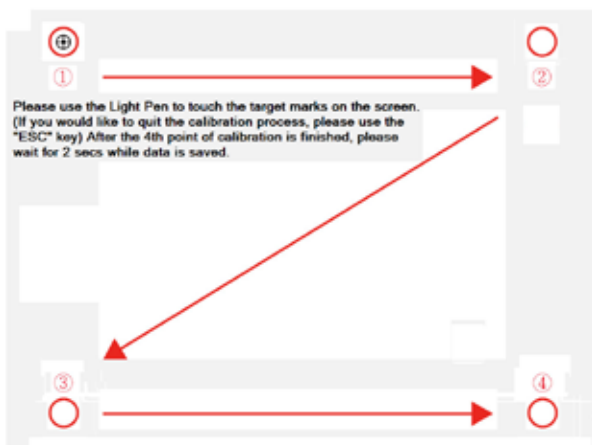 ① ②
Please use the Light Pen to touch the target marks on the screen.
(If you would like to quit the calibration process, please use the
"ESC" key) After the 4th point of calibration is finished, please
wait for 2 secs while data is saved.
③ ④